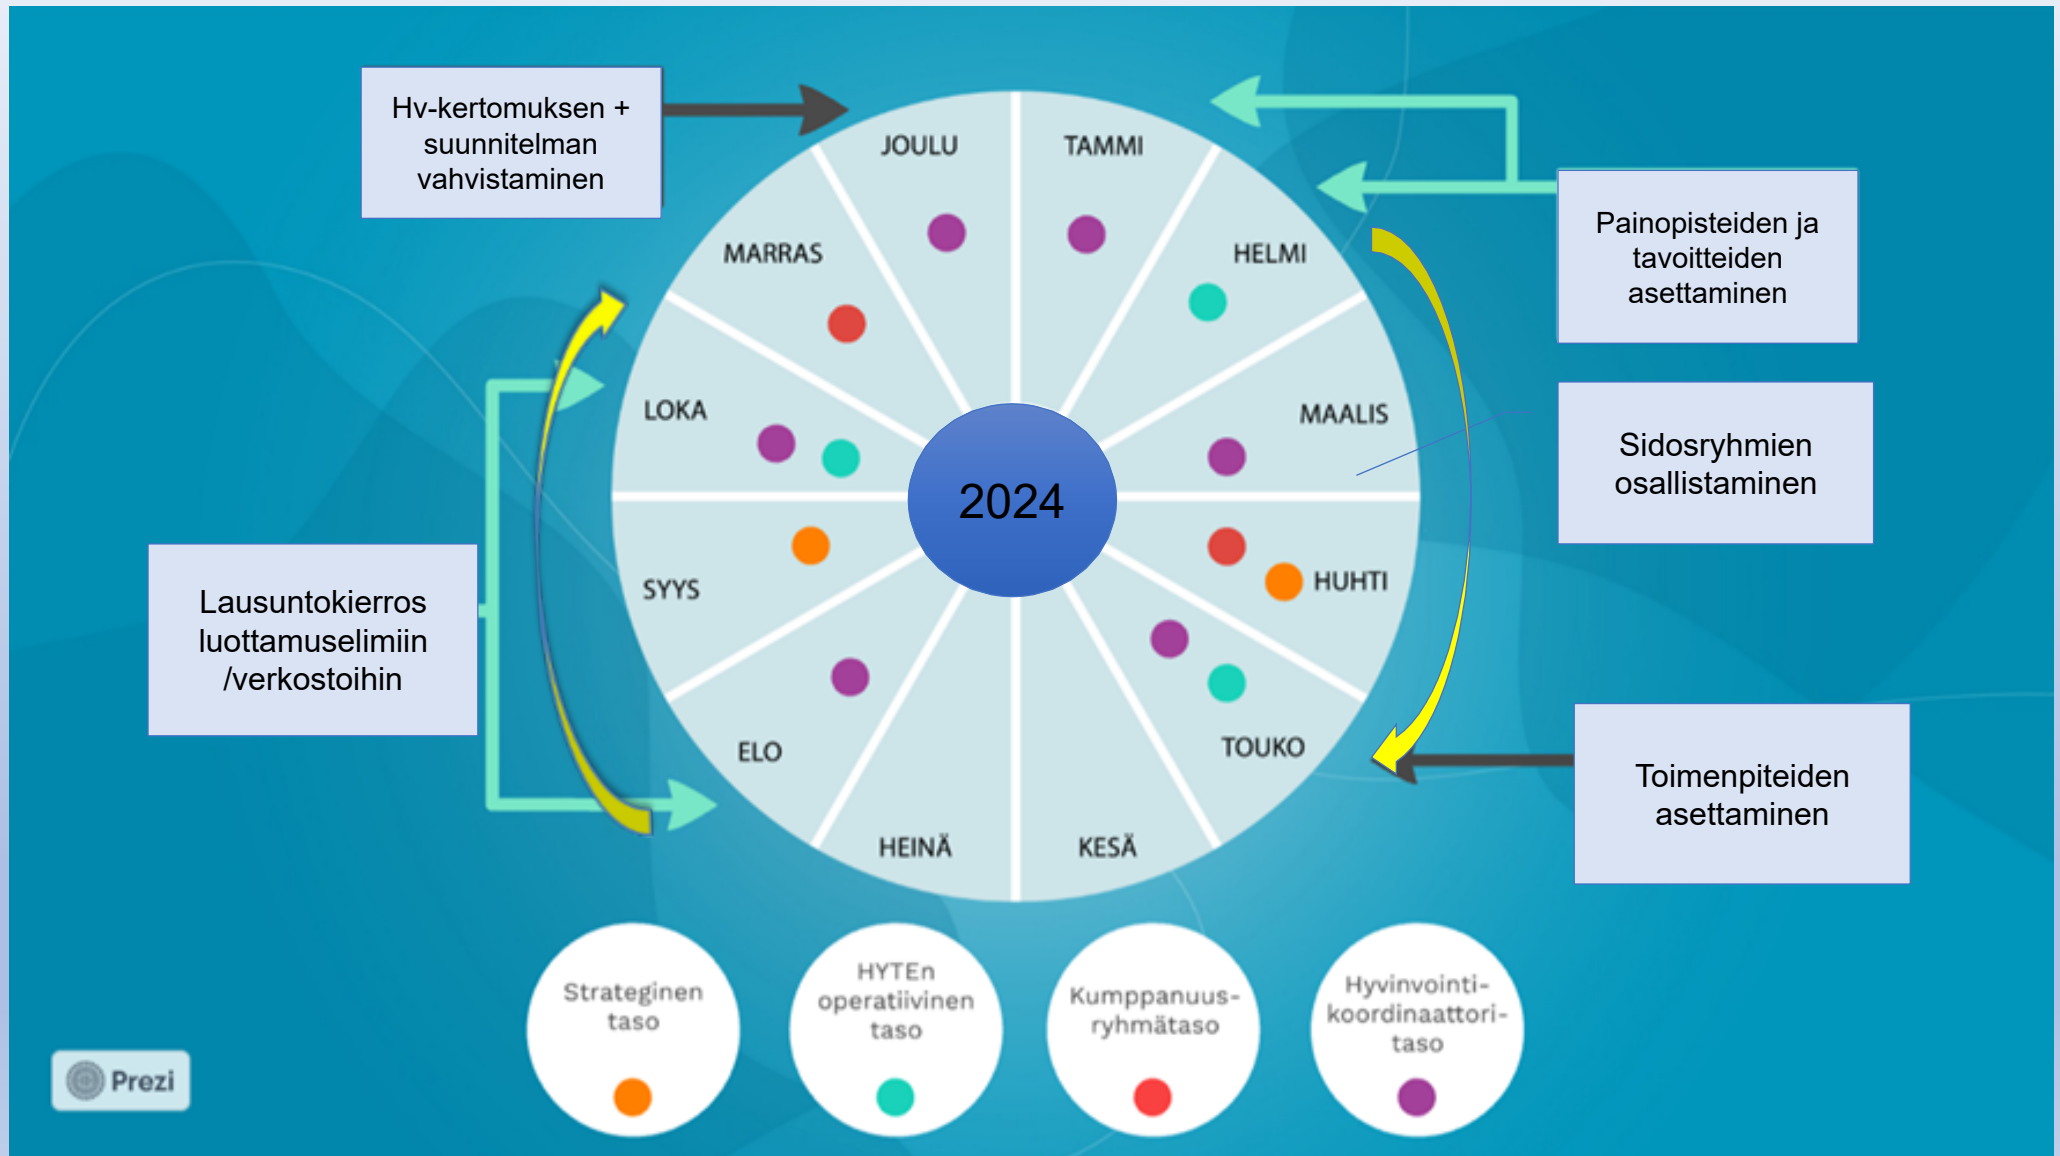 Hv-kertomuksen +
suunnitelman
vahvistaminen
JOULU
TAMMI
MARRAS
HELMI
Painopisteiden ja
tavoitteiden
asettaminen
LOKA
MAALIS
Sidosryhmien
osallistaminen
2024
SYYS
HUHTI
Lausuntokierros
luottamuselimiin
/verkostoihin
ELO
TOUKO
Toimenpiteiden
asettaminen
HEINÄ
KESÄ
Strateginen
taso
HYTEn
operatiivinen
taso
Kumppanuus-
ryhmätaso
Hyvinvointi-
koordinaattori-
taso
Prezi